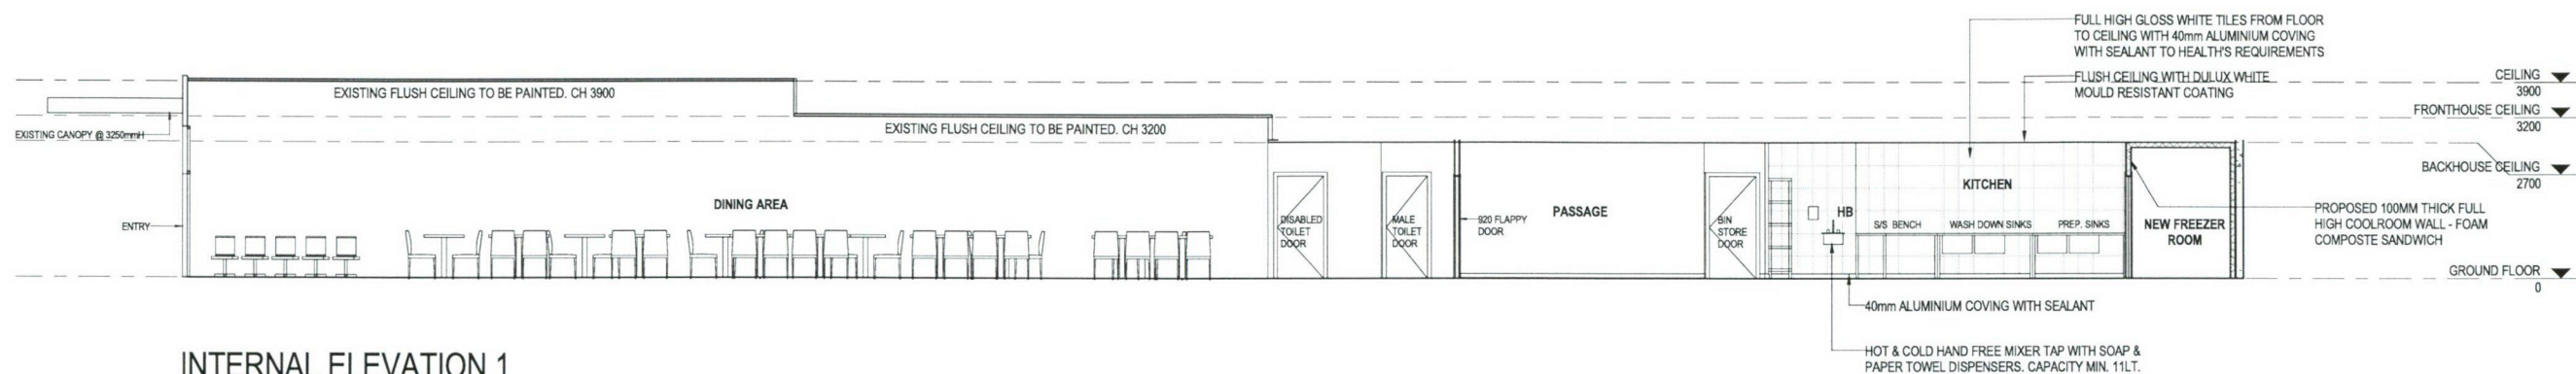 FULL HIGH GLOSS WHITE TILES FROM FLOOR
TO CEILING WITH 40mm ALUMINIUM COVING
WITH SEALANT TO HEALTH'S REQUIREMENTS
FLUSH CEILING WITH DULUX WHITE
MOULD RESISTANT COATING
CEILING
3900
EXISTING FLUSH CEILING TO BE PAINTED. CH 3900
FRONTHOUSE CEILING
3200
EXISTING CANOPY @ 3250mmH
EXISTING FLUSH CEILING TO BE PAINTED. CH 3200
BACKHOUSE CEILING
2700
ENTRY
DINING AREA
DISABLED
TOILET
DOOR
MALE
TOILET
DOOR
920 FLAPPY
DOOR
PASSAGE
BIN
STORE
DOOR
HB
KITCHEN
S/S BENCH
WASH DOWN SINKS
PREP. SINKS
NEW FREEZER
ROOM
PROPOSED 100MM THICK FULL
HIGH COOLROOM WALL - FOAM
COMPOSTE SANDWICH
GROUND FLOOR
0
40mm ALUMINIUM COVING WITH SEALANT
HOT & COLD HAND FREE MIXER TAP WITH SOAP &
PAPER TOWEL DISPENSERS. CAPACITY MIN. 11LT.
INTERNAL ELEVATION 1